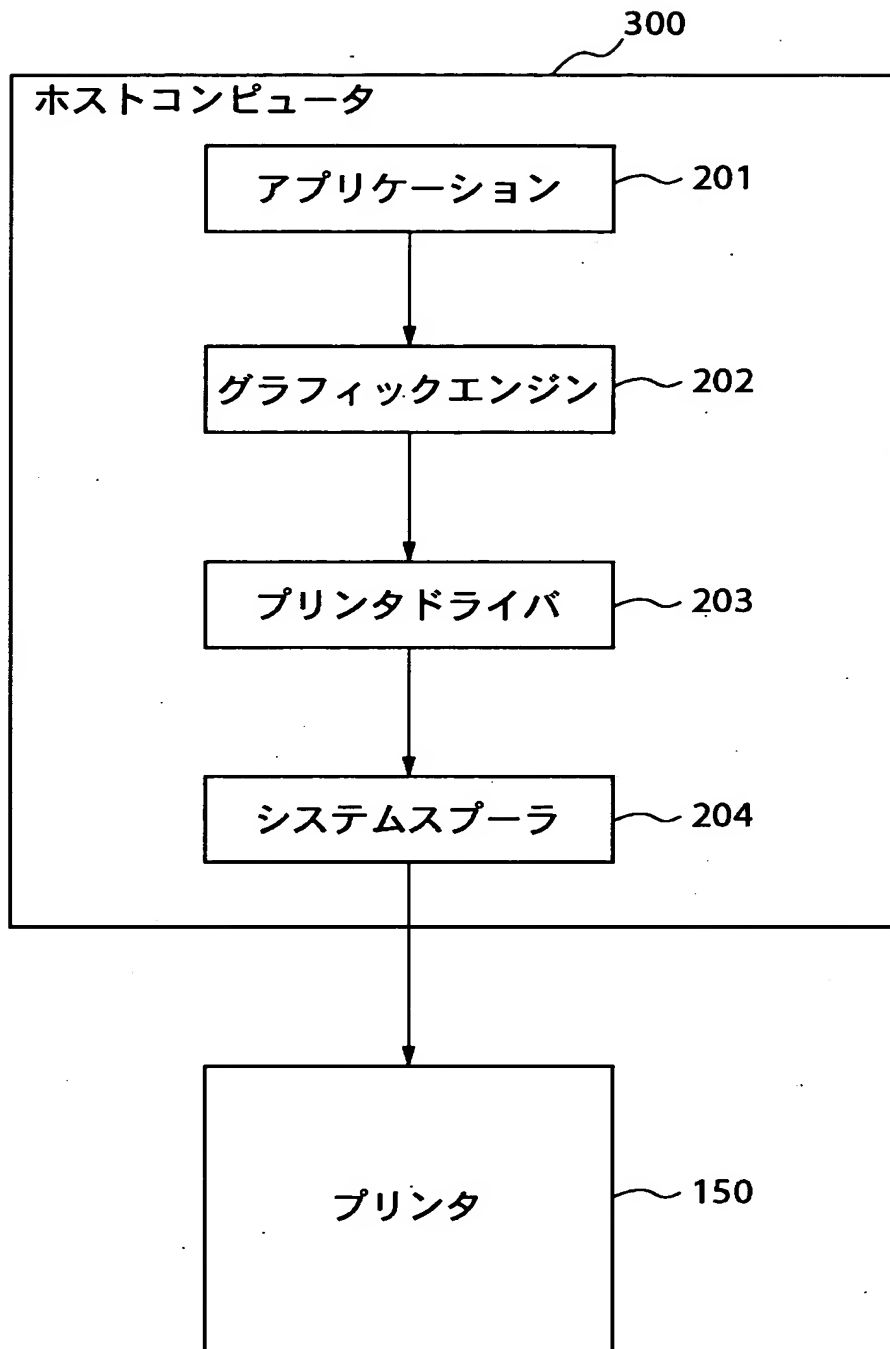 300
ホストコンピュータ
アプリケーション 201
グラフィックエンジン 202
プリンタドライバ 203
システムスプーラ 204
プリンタ 150